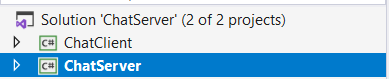 Solution 'ChatServer' (2 of 2 projects)
C# ChatClient
C# ChatServer